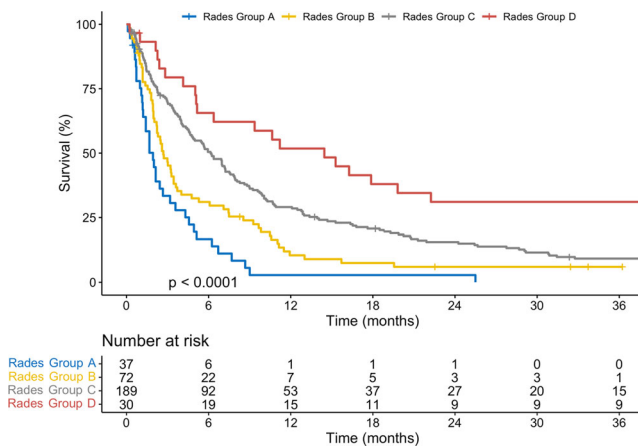 Rades Group A Rades Group B Rades Group C Rades Group D
100
75
50
25
0
Survival (%)
p < 0.0001
0 6 12 18 24 30 36
Time (months)
Number at risk
Rades Group A 37 6 1 1 1 0 0
Rades Group B 72 22 7 5 3 3 1
Rades Group C 189 92 53 37 27 20 15
Rades Group D 30 19 15 11 9 9 9
0 6 12 18 24 30 36
Time (months)